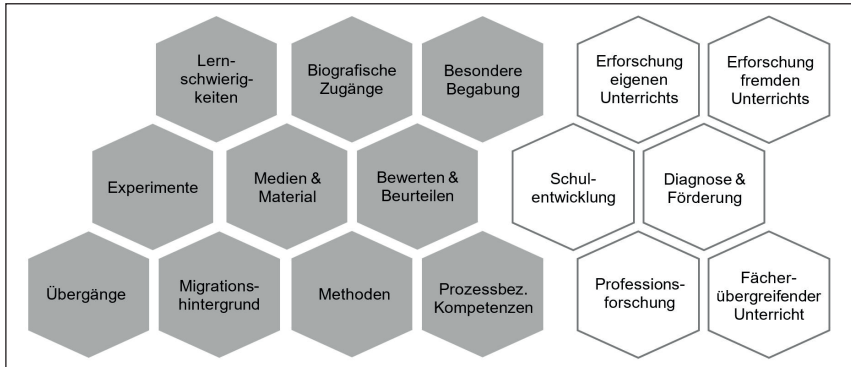 Lern-
schwierig-
keiten
Biografische
Zugänge
Besondere
Begabung
Erforschung
eigenen
Unterrichts
Erforschung
fremden
Unterrichts
Experimente
Medien &
Material
Bewerten &
Beurteilen
Schul-
entwicklung
Diagnose &
Förderung
Übergänge
Migrations-
hintergrund
Methoden
Prozessbez.
Kompetenzen
Professions-
forschung
Fächer-
übergreifender
Unterricht